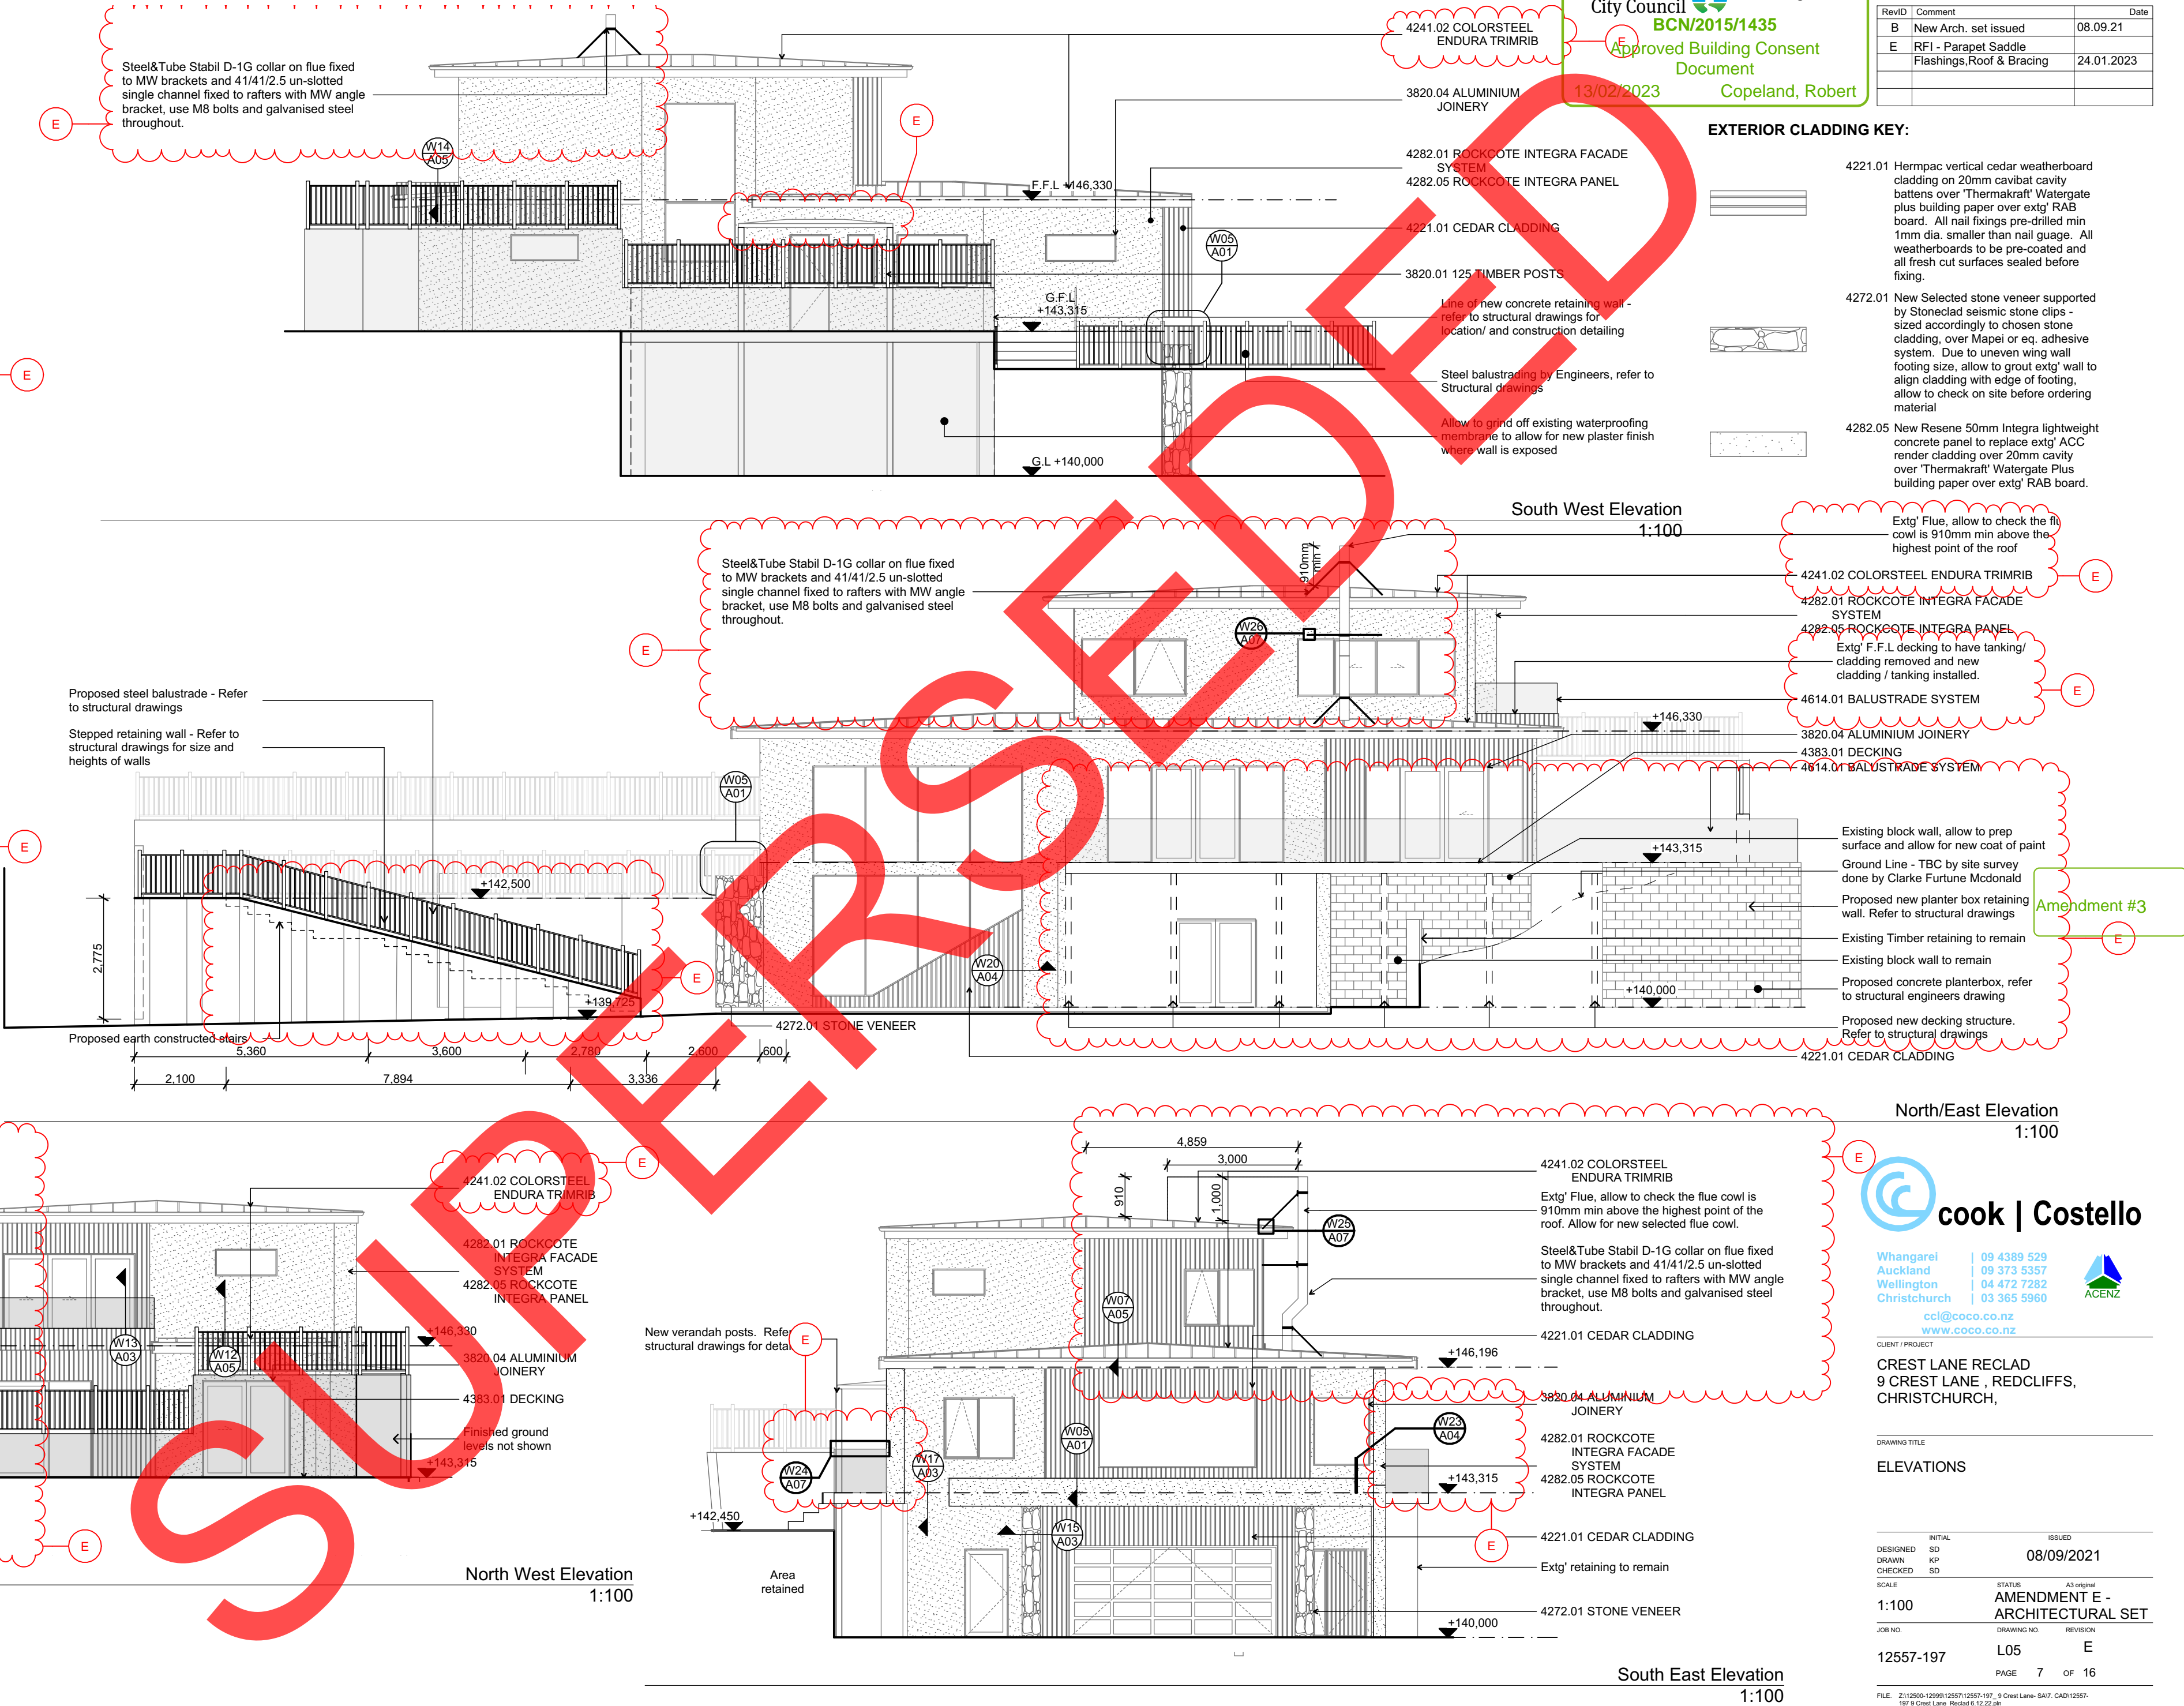 City Council
BCN/2015/1435
Approved Building Consent
Document
13/02/2023 Copeland, Robert
RevID Comment Date
B New Arch. set issued 08.09.21
E RFI - Parapet Saddle
Flashings,Roof & Bracing 24.01.2023
EXTERIOR CLADDING KEY:
4221.01 Hermpac vertical cedar weatherboard
cladding on 20mm cavibat cavity
battens over 'Thermakraft' Watergate
plus building paper over extg' RAB
board. All nail fixings pre-drilled min
1mm dia. smaller than nail guage. All
weatherboards to be pre-coated and
all fresh cut surfaces sealed before
fixing.
4272.01 New Selected stone veneer supported
by Stoneclad seismic stone clips -
sized accordingly to chosen stone
cladding, over Mapei or eq. adhesive
system. Due to uneven wing wall
footing size, allow to grout extg' wall to
align cladding with edge of footing,
allow to check on site before ordering
material
4282.05 New Resene 50mm Integra lightweight
concrete panel to replace extg' ACC
render cladding over 20mm cavity
over 'Thermakraft' Watergate Plus
building paper over extg' RAB board.
Steel&Tube Stabil D-1G collar on flue fixed
to MW brackets and 41/41/2.5 un-slotted
single channel fixed to rafters with MW angle
bracket, use M8 bolts and galvanised steel
throughout.
E
E
E
E
W14
A05
4241.02 COLORSTEEL
ENDURA TRIMRIB
3820.04 ALUMINIUM
JOINERY
4282.01 ROCKCOTE INTEGRA FACADE
SYSTEM
4282.05 ROCKCOTE INTEGRA PANEL
F.F.L +146,330
4221.01 CEDAR CLADDING
W05
A01
3820.01 125 TIMBER POSTS
G.F.L
+143,315
Line of new concrete retaining wall -
refer to structural drawings for
location/ and construction detailing
Steel balustrading by Engineers, refer to
Structural drawings
Allow to grind off existing waterproofing
membrane to allow for new plaster finish
where wall is exposed
G.L +140,000
South West Elevation
1:100
SUPERSEDED
Steel&Tube Stabil D-1G collar on flue fixed
to MW brackets and 41/41/2.5 un-slotted
single channel fixed to rafters with MW angle
bracket, use M8 bolts and galvanised steel
throughout.
E
910mm
min
W26
A07
Extg' Flue, allow to check the
cowl is 910mm min above the
highest point of the roof
4241.02 COLORSTEEL ENDURA TRIMRIB
E
4282.01 ROCKCOTE INTEGRA FACADE
SYSTEM
4282.05 ROCKCOTE INTEGRA PANEL
Extg' F.F.L decking to have tanking/
cladding removed and new
cladding / tanking installed.
E
4614.01 BALUSTRADE SYSTEM
+146,330
3820.04 ALUMINIUM JOINERY
4383.01 DECKING
4614.01 BALUSTRADE SYSTEM
Proposed steel balustrade - Refer
to structural drawings
Stepped retaining wall - Refer to
structural drawings for size and
heights of walls
W05
A01
E
+142,500
2,775
E
+139,725
Proposed earth constructed stairs
5,360 3,600 2,780 2,600 600
2,100 7,894 3,336
4272.01 STONE VENEER
W20
A04
+143,315
Existing block wall, allow to prep
surface and allow for new coat of paint
Ground Line - TBC by site survey
done by Clarke Furtune Mcdonald
Proposed new planter box retaining
wall. Refer to structural drawings
Amendment #3
E
Existing Timber retaining to remain
Existing block wall to remain
Proposed concrete planterbox, refer
to structural engineers drawing
+140,000
Proposed new decking structure.
Refer to structural drawings
4221.01 CEDAR CLADDING
North/East Elevation
1:100
4241.02 COLORSTEEL
ENDURA TRIMRIB
E
4282.01 ROCKCOTE
INTEGRA FACADE
SYSTEM
4282.05 ROCKCOTE
INTEGRA PANEL
W13
A03
W12
A05
+146,330
3820.04 ALUMINIUM
JOINERY
4383.01 DECKING
Finished ground
levels not shown
+143,315
E
North West Elevation
1:100
4,859
3,000
910
1,000
W25
A07
W07
A05
4241.02 COLORSTEEL
ENDURA TRIMRIB
Extg' Flue, allow to check the flue cowl is
910mm min above the highest point of the
roof. Allow for new selected flue cowl.
Steel&Tube Stabil D-1G collar on flue fixed
to MW brackets and 41/41/2.5 un-slotted
single channel fixed to rafters with MW angle
bracket, use M8 bolts and galvanised steel
throughout.
E
4221.01 CEDAR CLADDING
+146,196
New verandah posts. Refer
structural drawings for
E
3820.04 ALUMINIUM
JOINERY
W23
A04
4282.01 ROCKCOTE
INTEGRA FACADE
SYSTEM
4282.05 ROCKCOTE
INTEGRA PANEL
W05
A01
W17
A03
W24
A07
+143,315
+142,450
W15
A03
4221.01 CEDAR CLADDING
E
Extg' retaining to remain
Area
retained
4272.01 STONE VENEER
+140,000
South East Elevation
1:100
cook | Costello
Whangarei | 09 4389 529
Auckland | 09 373 5357
Wellington | 04 472 7282
Christchurch | 03 365 5960
ccl@coco.co.nz
www.coco.co.nz
ACENZ
CLIENT / PROJECT
CREST LANE RECLAD
9 CREST LANE , REDCLIFFS,
CHRISTCHURCH,
DRAWING TITLE
ELEVATIONS
INITIAL ISSUED
DESIGNED SD
DRAWN KP
CHECKED SD
08/09/2021
SCALE STATUS A3 original
1:100 AMENDMENT E -
ARCHITECTURAL SET
JOB NO. DRAWING NO. REVISION
12557-197 L05 E
PAGE 7 OF 16
FILE. Z:\12500-12999\12557\12557-197_ 9 Crest Lane- SA\7. CAD\12557-
197 9 Crest Lane Reclad 6.12.22.pln